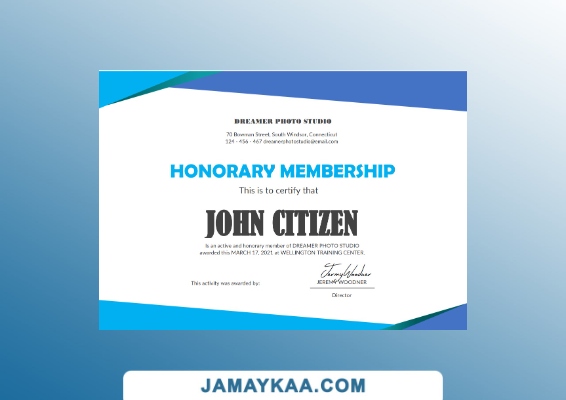 DREAMER PHOTO STUDIO
70 Bowman Street, South Windsor, Connecticut
124 - 456 - 467 dreamerphotostudio@email.com
HONORARY MEMBERSHIP
This is to certify that
JOHN CITIZEN
is an active and honorary member of DREAMER PHOTO STUDIO
awarded this MARCH 17, 2021 at WELLINGTON TRAINING CENTER.
JermyWoodner
This activity was awarded by:
JEREMY WOODNER
Director
JAMAYKAA.COM